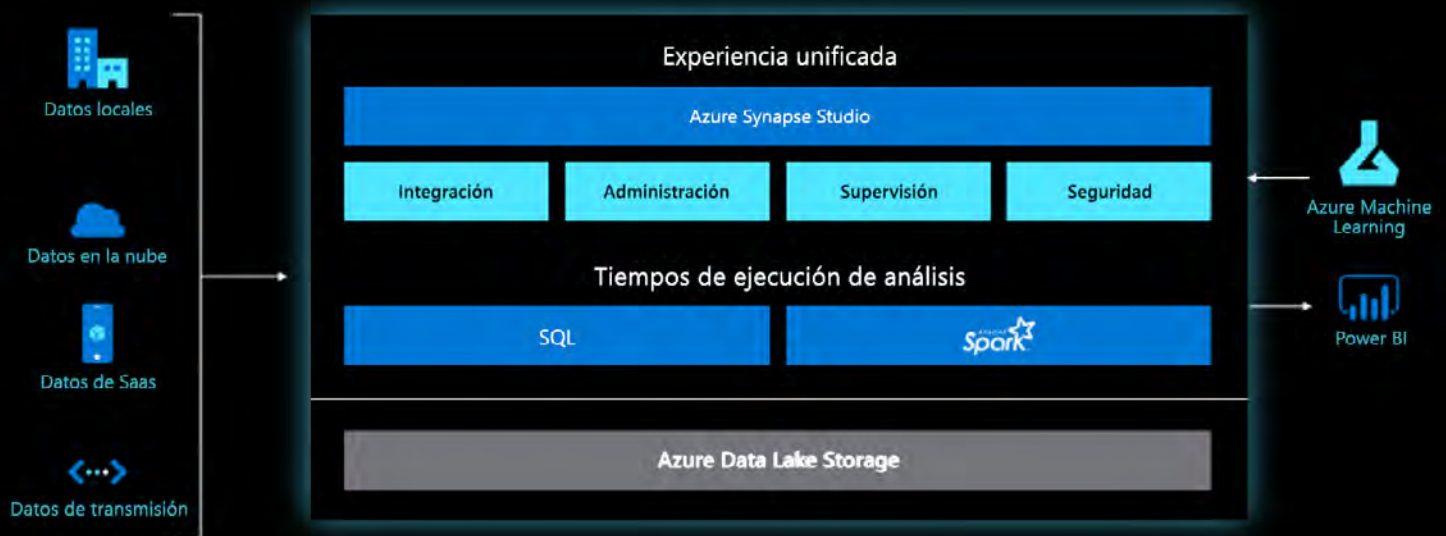 Datos locales
Datos en la nube
Datos de Saas
Datos de transmisión
Experiencia unificada
Azure Synapse Studio
Integración
Administración
Supervisión
Seguridad
Tiempos de ejecución de análisis
SQL
APACHE
Spark
Azure Data Lake Storage
Azure Machine
Learning
Power BI